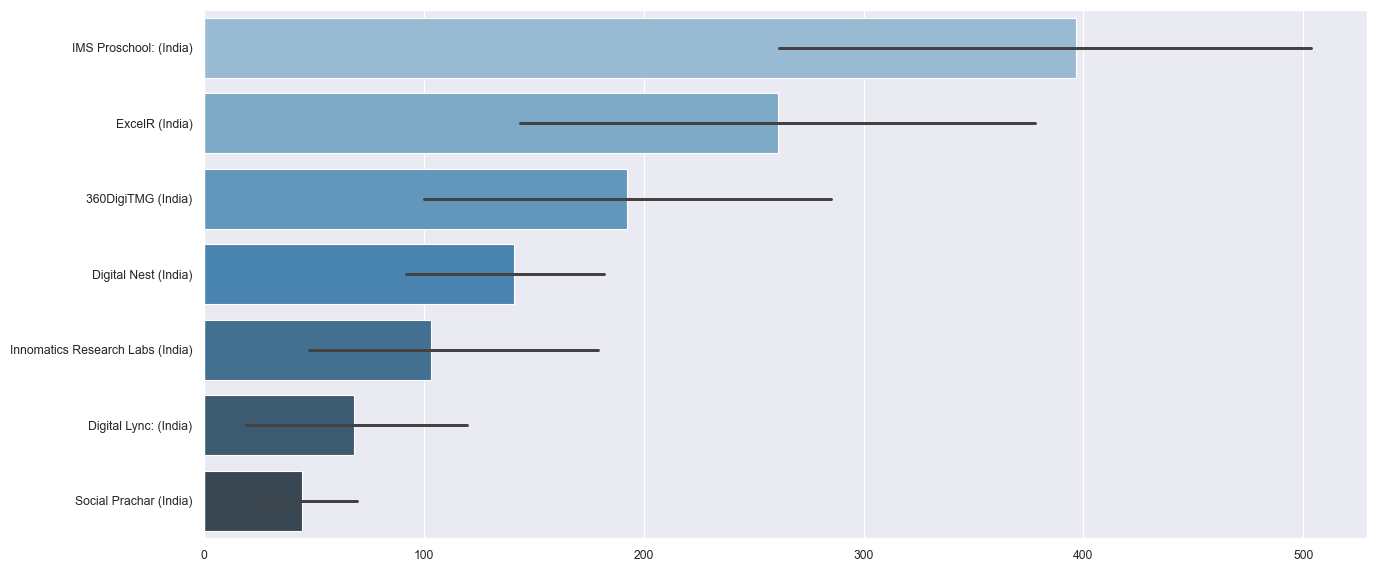 IMS Proschool: (India)
ExcelR (India)
360DigiTMG (India)
Digital Nest (India)
Innomatics Research Labs (India)
Digital Lync: (India)
Social Prachar (India)
0 100 200 300 400 500